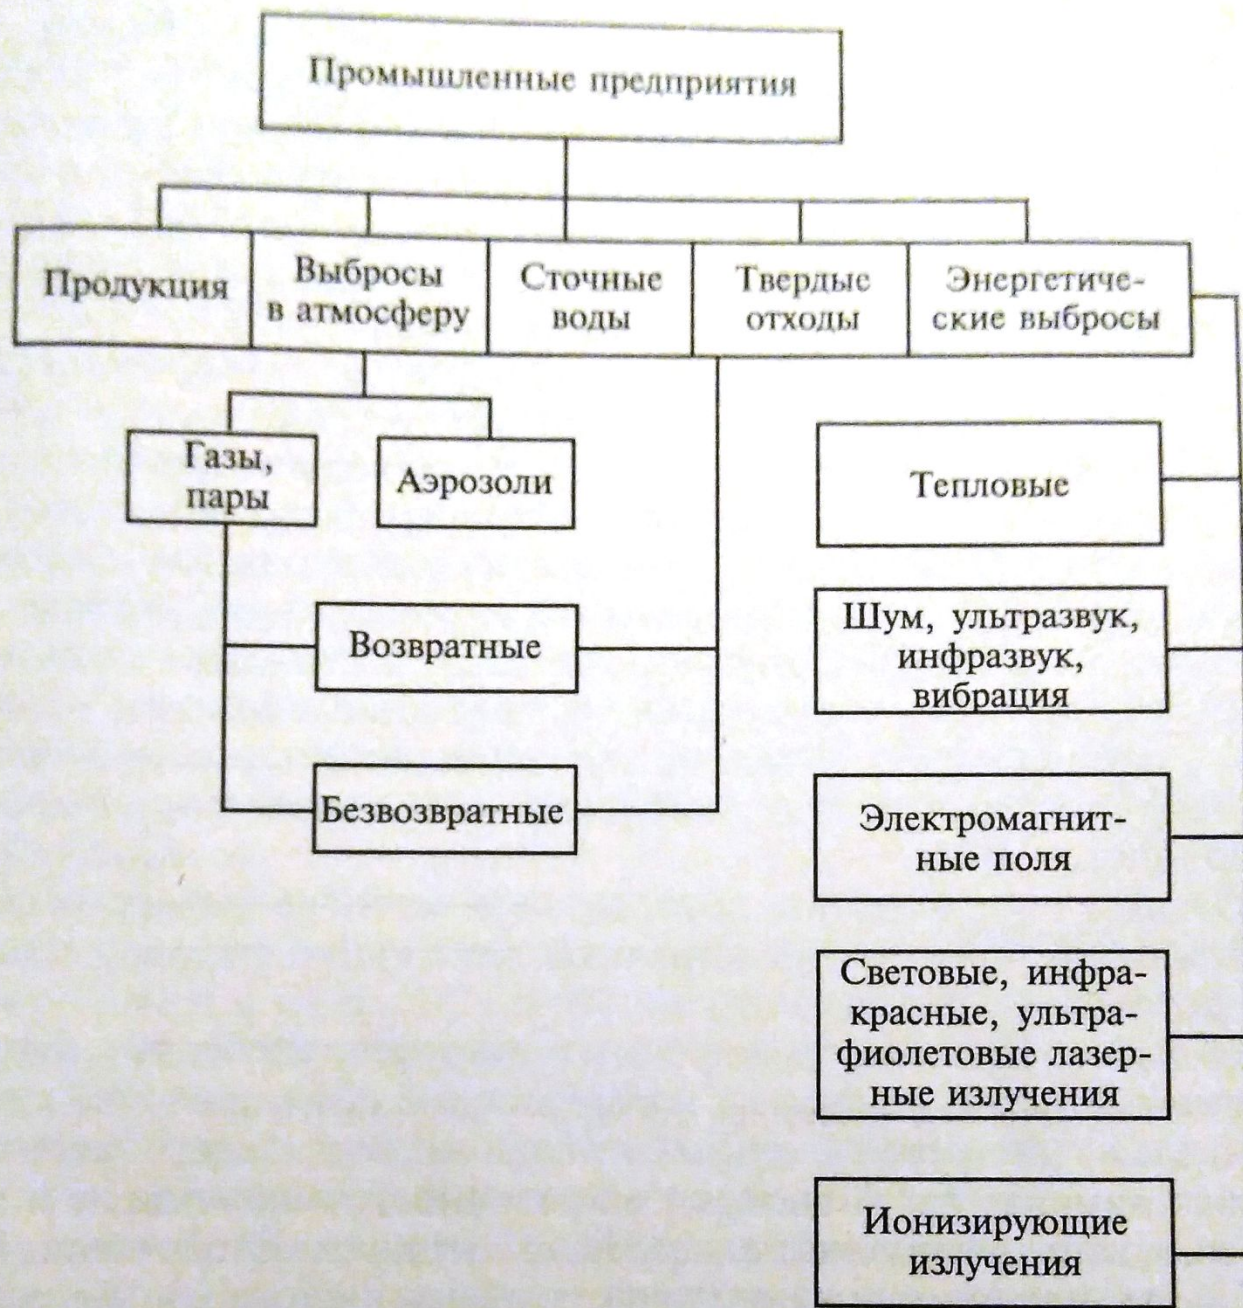 Промышленные предприятия
Продукция
Выбросы
в атмосферу
Сточные
воды
Твердые
отходы
Энергетиче-
ские выбросы
Газы,
пары
Аэрозоли
Возвратные
Безвозвратные
Тепловые
Шум, ультразвук,
инфразвук,
вибрация
Электромагнит-
ные поля
Световые, инфра-
красные, ультра-
фиолетовые лазер-
ные излучения
Ионизирующие
излучения